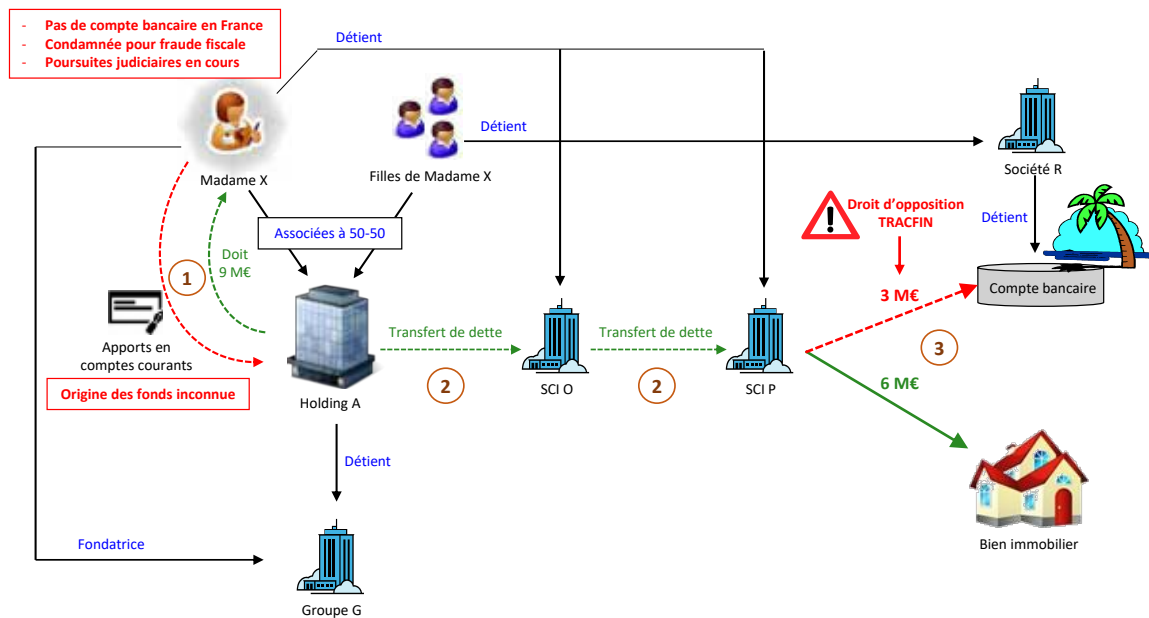 - Pas de compte bancaire en France
- Condamnée pour fraude fiscale
- Poursuites judiciaires en cours
Détient
Détient
Madame X
Filles de Madame X
Société R
Droit d'opposition
TRACFIN
Détient
Associées à 50-50
Doit
9 M€
1
3 M€
Compte bancaire
Apports en
comptes courants
Transfert de dette
Transfert de dette
3
Origine des fonds inconnue
2
2
6 M€
Holding A
SCI O
SCI P
Détient
Fondatrice
Bien immobilier
Groupe G